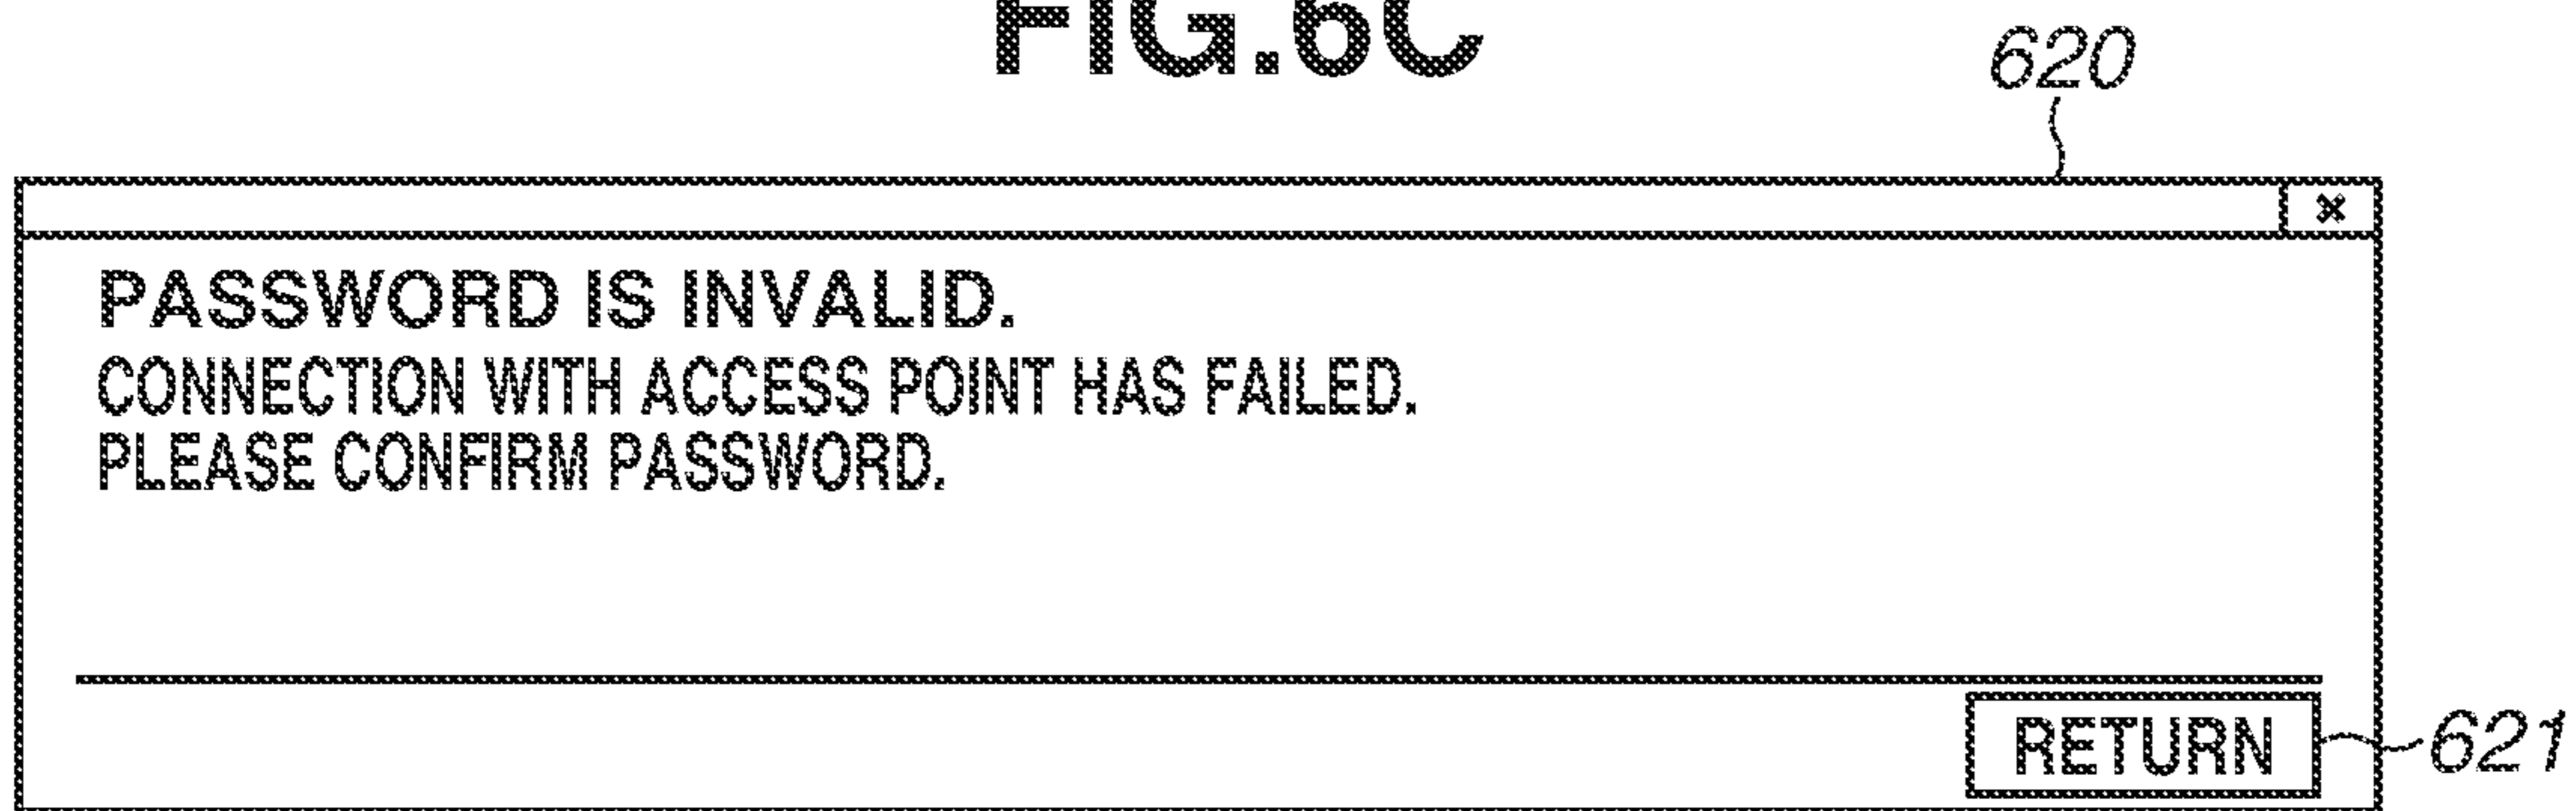 FIG.6C
620
×
PASSWORD IS INVALID.
CONNECTION WITH ACCESS POINT HAS FAILED.
PLEASE CONFIRM PASSWORD.
RETURN
621